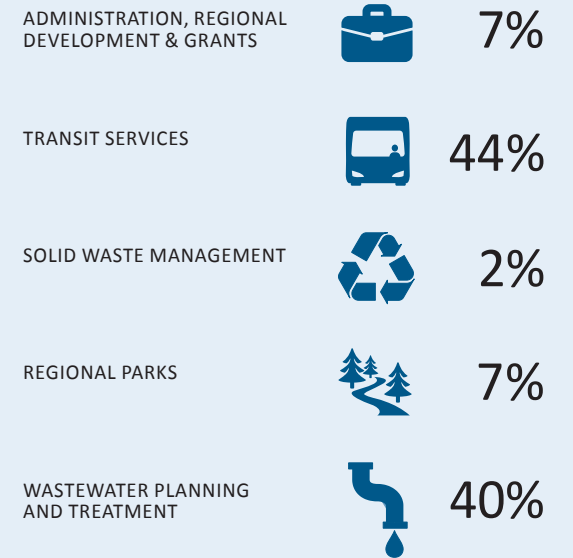 ADMINISTRATION, REGIONAL
DEVELOPMENT & GRANTS
7%
TRANSIT SERVICES
44%
SOLID WASTE MANAGEMENT
2%
REGIONAL PARKS
7%
WASTEWATER PLANNING
AND TREATMENT
40%